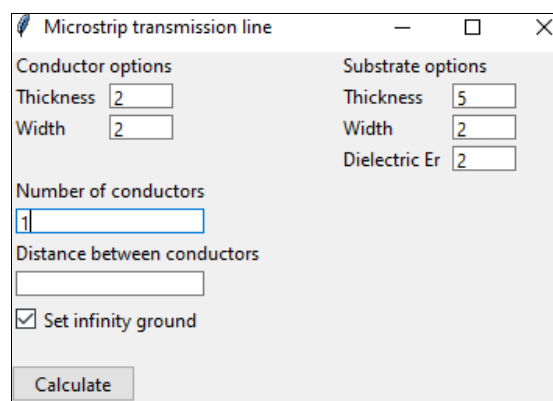 Microstrip transmission line
Conductor options Substrate options
Thickness 2 Thickness 5
Width 2 Width 2
Dielectric Er 2
Number of conductors
1
Distance between conductors
Set infinity ground
Calculate